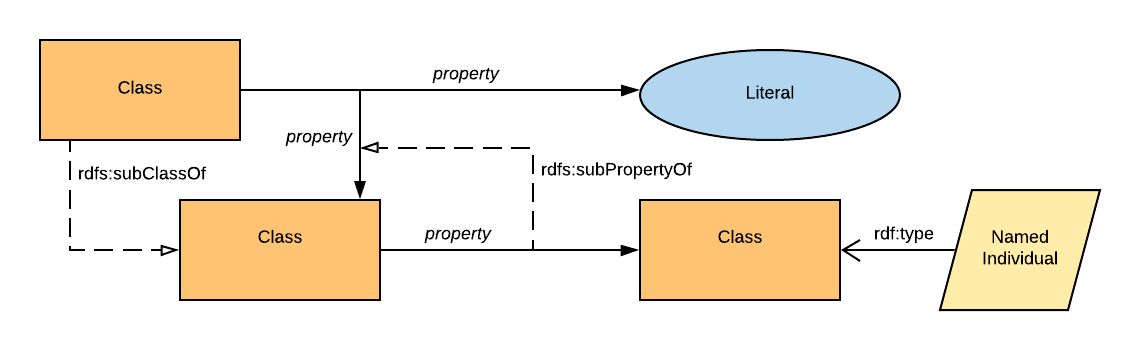 property
Class
Literal
property
rdfs:subClassOf
rdfs:subPropertyOf
Class
property
Class
rdf:type
Named
Individual